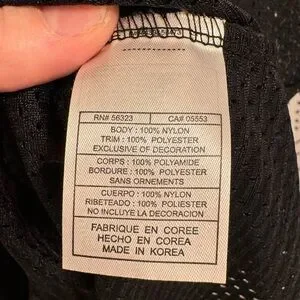 RN# 56323 CA# 05553
BODY : 100% NYLON
TRIM : 100% POLYESTER
EXCLUSIVE OF DECORATION
CORPS : 100% POLYAMIDE
BORDURE : 100% POLYESTER
SANS ORNEMENTS
CUERPO : 100% NYLON
RIBETEADO : 100% POLYESTER
NO INCLUYE LA DECORACION
FABRIQUE EN COREE
HECHO EN COREA
MADE IN KOREA